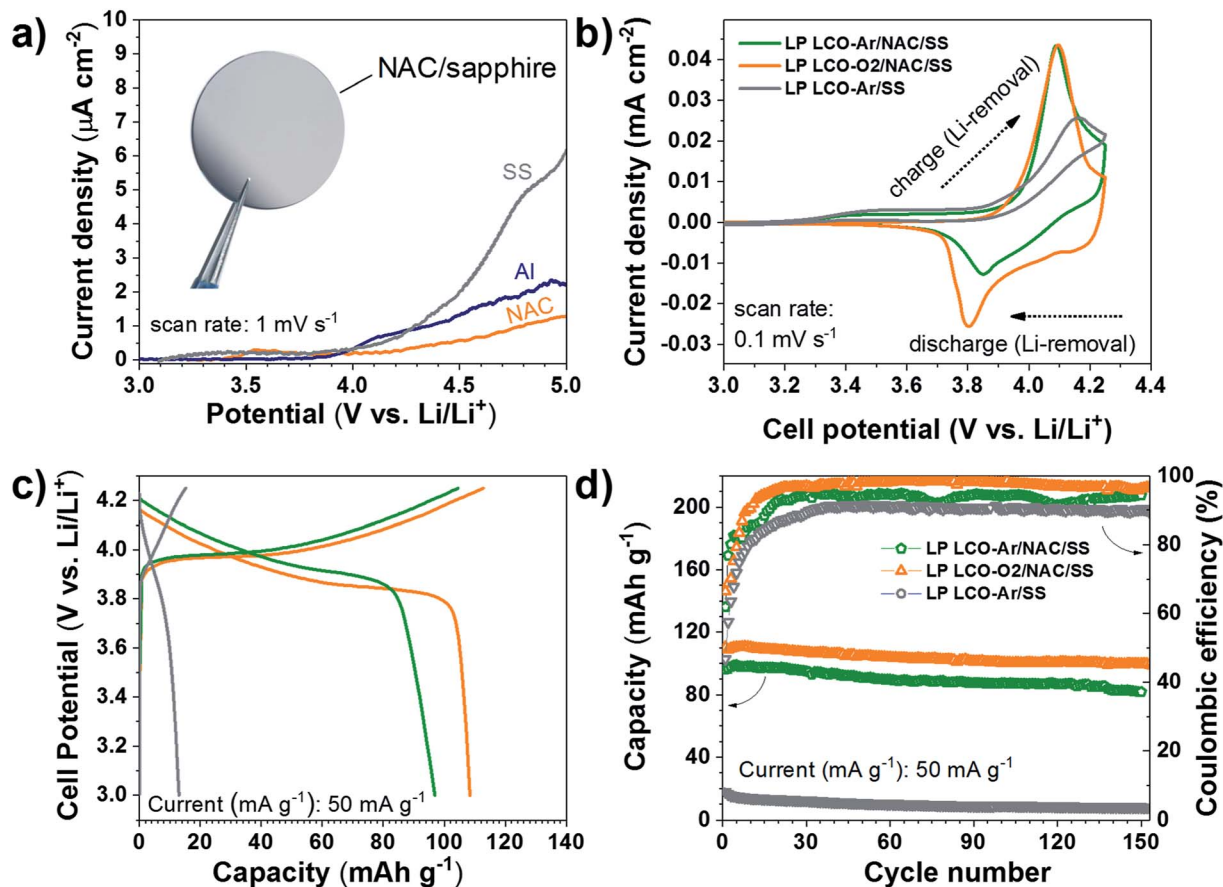 a)
Current density (μA cm-2)
10
9
8
7
6
5
4
3
2
1
0
NAC/sapphire
SS
Al
NAC
scan rate: 1 mV s-1
3.0 3.5 4.0 4.5 5.0
Potential (V vs. Li/Li+)
b)
Current density (mA cm-2)
0.04
0.03
0.02
0.01
0.00
-0.01
-0.02
-0.03
LP LCO-Ar/NAC/SS
LP LCO-O2/NAC/SS
LP LCO-Ar/SS
charge (Li-removal)
scan rate:
0.1 mV s-1
discharge (Li-removal)
3.0 3.2 3.4 3.6 3.8 4.0 4.2 4.4
Cell potential (V vs. Li/Li+)
c)
Cell Potential (V vs. Li/Li+)
4.2
4.0
3.8
3.6
3.4
3.2
3.0
Current (mA g-1): 50 mA g-1
0 20 40 60 80 100 120 140
Capacity (mAh g-1)
d)
Capacity (mAh g-1)
200
160
120
80
40
0
LP LCO-Ar/NAC/SS
LP LCO-O2/NAC/SS
LP LCO-Ar/SS
Current (mA g-1): 50 mA g-1
100
80
60
40
20
0
Coulombic efficiency (%)
0 30 60 90 120 150
Cycle number